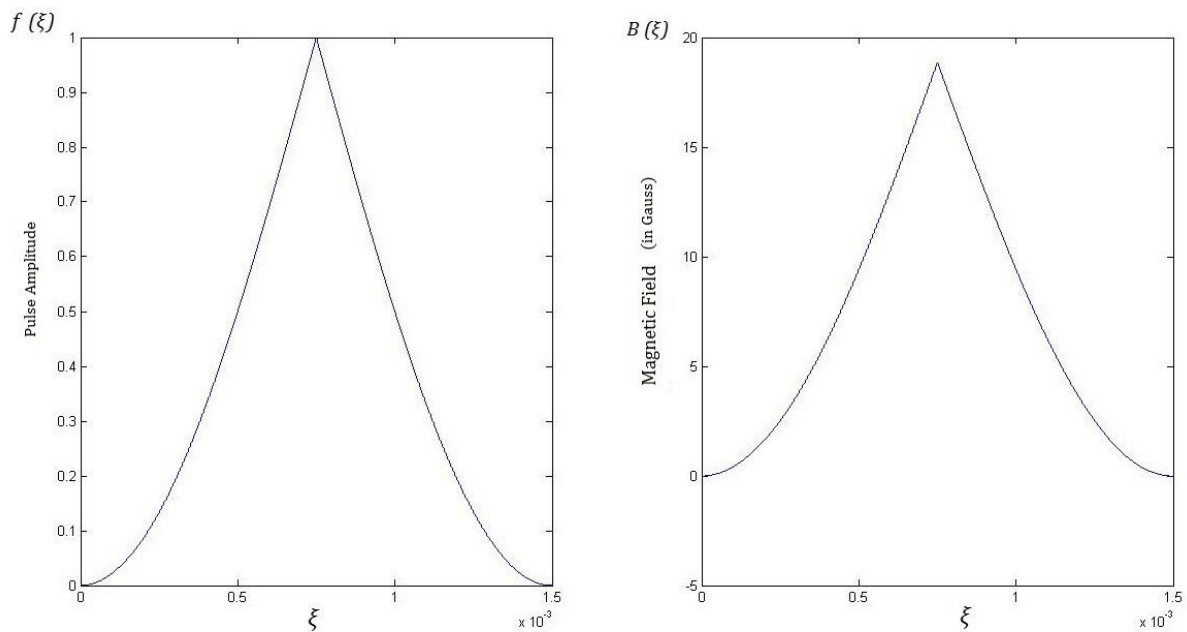 f (ξ)
1
0.9
0.8
0.7
0.6
0.5
0.4
0.3
0.2
0.1
0
Pulse Amplitude
0 0.5 1 1.5
x 10⁻³
ξ
B (ξ)
20
15
10
5
0
-5
Magnetic Field (in Gauss)
0 0.5 1 1.5
x 10⁻³
ξ